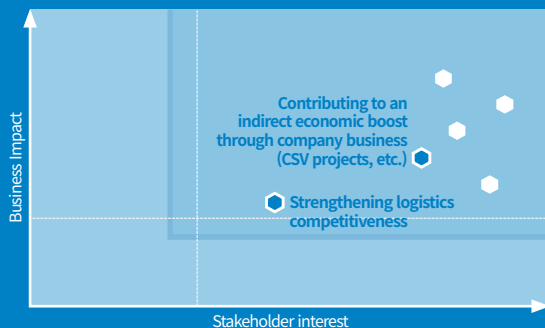 Business Impact
Contributing to an
indirect economic boost
through company business
(CSV projects, etc.)
Strengthening logistics
competitiveness
Stakeholder interest